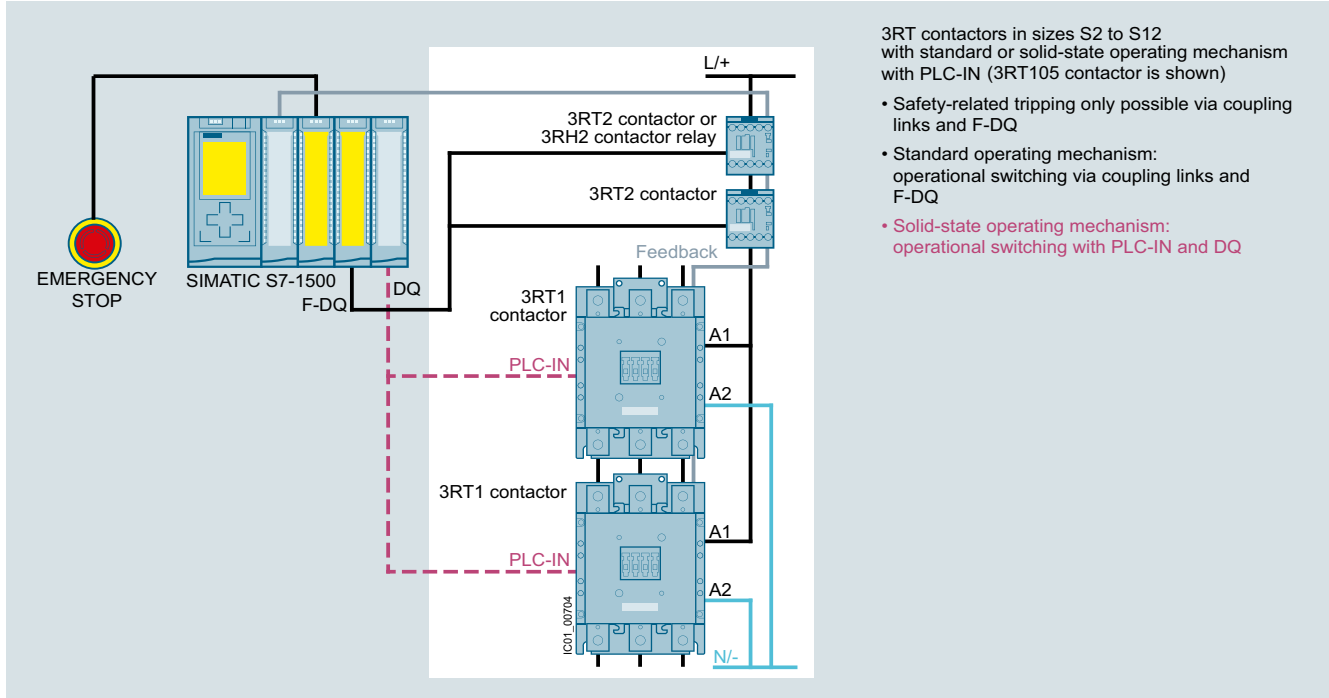 3RT contactors in sizes S2 to S12
with standard or solid-state operating mechanism
with PLC-IN (3RT105 contactor is shown)
• Safety-related tripping only possible via coupling
links and F-DQ
• Standard operating mechanism:
operational switching via coupling links and
F-DQ
• Solid-state operating mechanism:
operational switching with PLC-IN and DQ
L/+
3RT2 contactor or
3RH2 contactor relay
3RT2 contactor
Feedback
EMERGENCY
STOP
SIMATIC S7-1500
F-DQ
DQ
3RT1
contactor
A1
PLC-IN
A2
3RT1 contactor
A1
PLC-IN
A2
IC01_00704
N/-